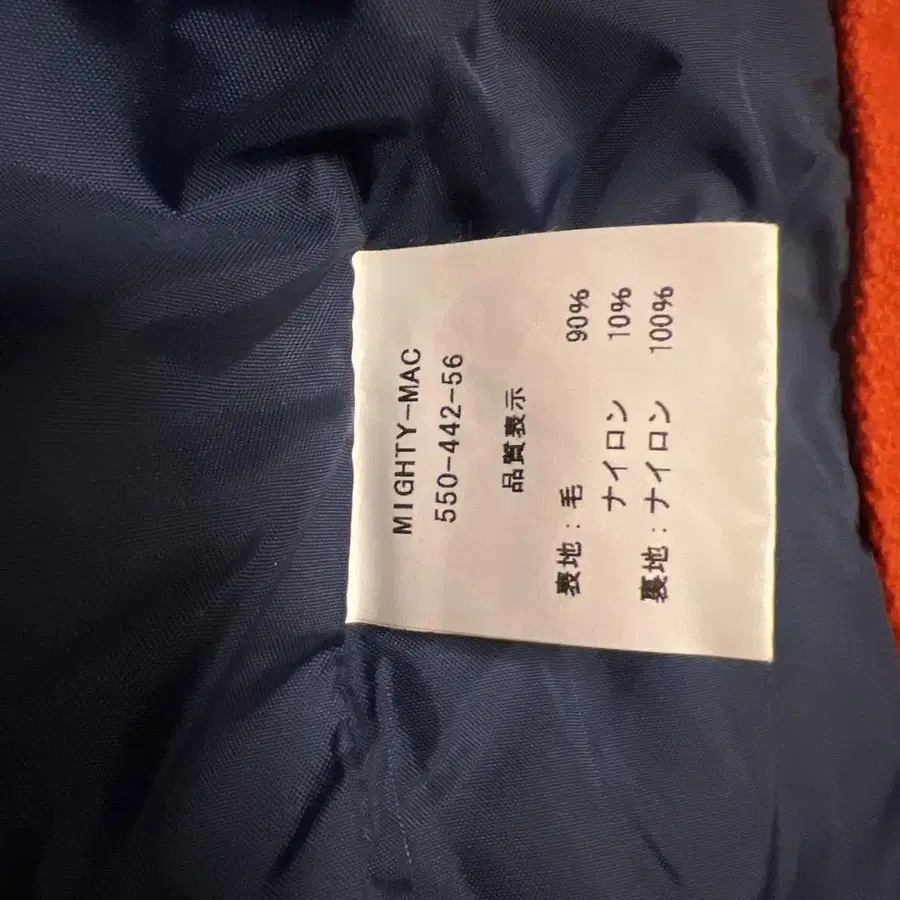 MIGHTY-MAC
550-442-56
品質表示
表地：毛 90%
ナイロン 10%
裏地：ナイロン 100%